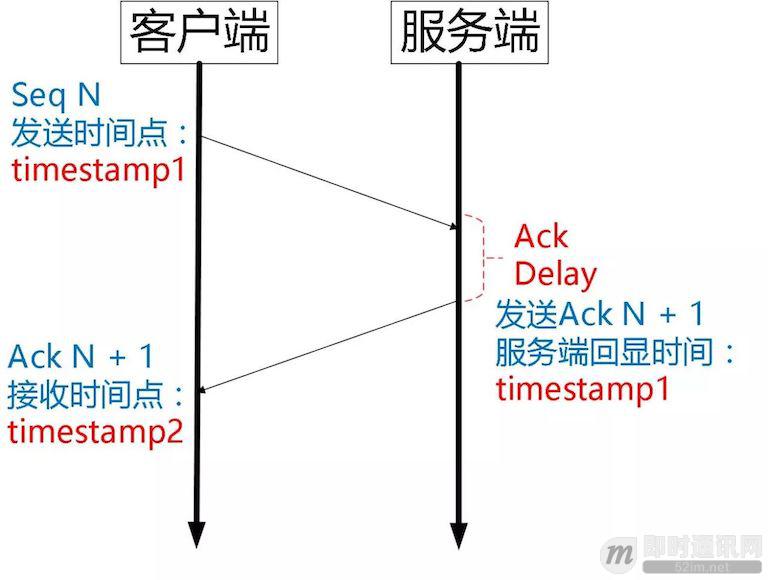 客户端
服务端
Seq N
发送时间点：
timestamp1
Ack
Delay
发送Ack N + 1
服务端回显时间：
timestamp1
Ack N + 1
接收时间点：
timestamp2
即时通讯网
52im.net